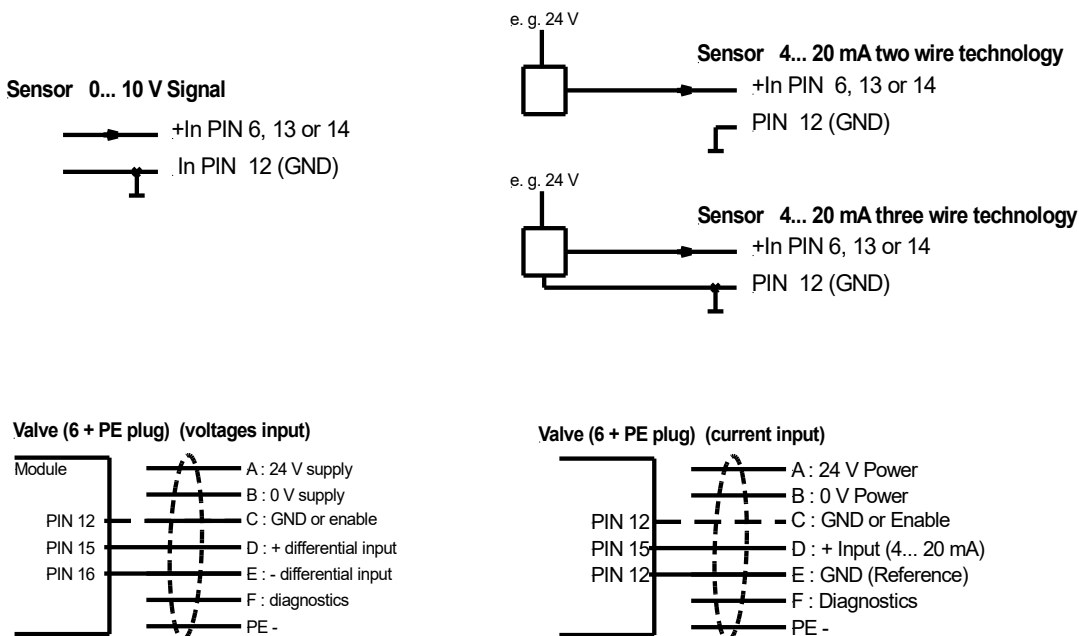 Sensor 0... 10 V Signal
+In PIN 6, 13 or 14
In PIN 12 (GND)
e. g. 24 V
Sensor 4... 20 mA two wire technology
+In PIN 6, 13 or 14
PIN 12 (GND)
e. g. 24 V
Sensor 4... 20 mA three wire technology
+In PIN 6, 13 or 14
PIN 12 (GND)
Valve (6 + PE plug) (voltages input)
Module
A : 24 V supply
B : 0 V supply
PIN 12 C : GND or enable
PIN 15 D : + differential input
PIN 16 E : - differential input
F : diagnostics
PE -
Valve (6 + PE plug) (current input)
A : 24 V Power
B : 0 V Power
PIN 12 C : GND or Enable
PIN 15 D : + Input (4... 20 mA)
PIN 12 E : GND (Reference)
F : Diagnostics
PE -